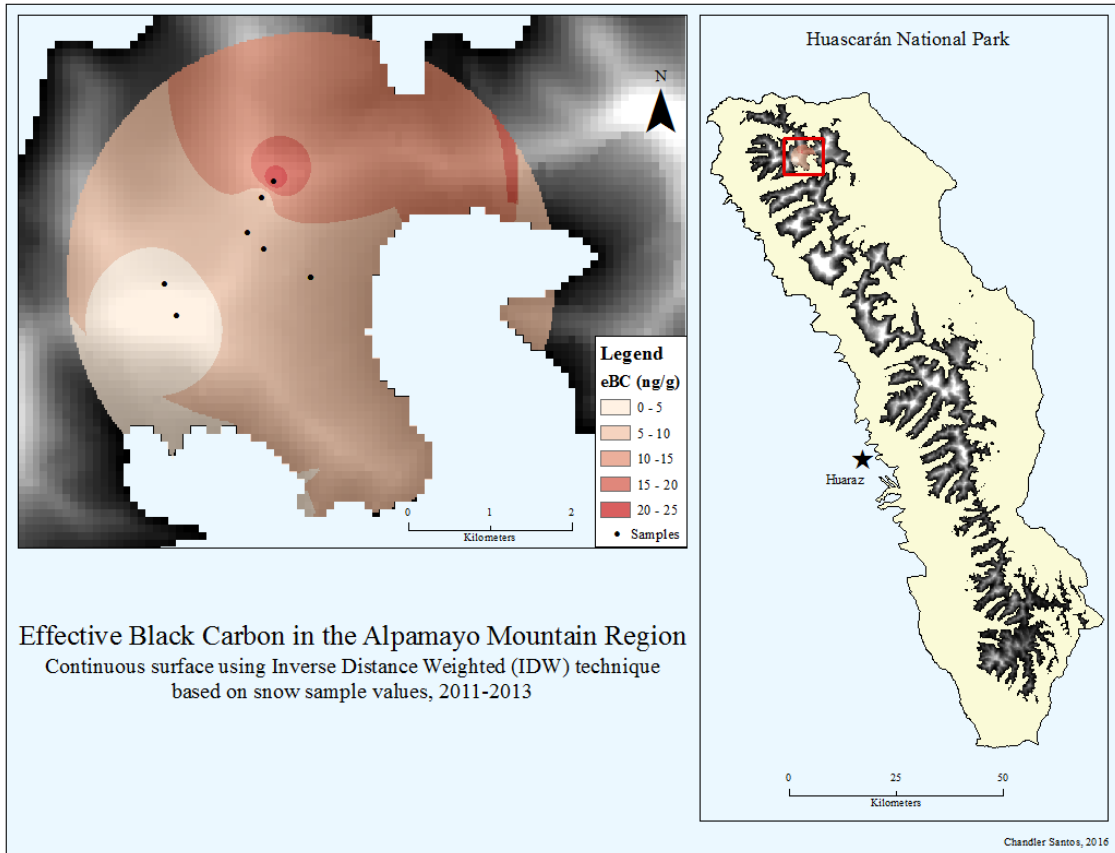 N
Legend
eBC (ng/g)
0 - 5
5 - 10
10 -15
15 - 20
20 - 25
Samples
0 1 2
Kilometers
Effective Black Carbon in the Alpamayo Mountain Region
Continuous surface using Inverse Distance Weighted (IDW) technique
based on snow sample values, 2011-2013
Huascarán National Park
Huaraz
0 25 50
Kilometers
Chandler Santos, 2016